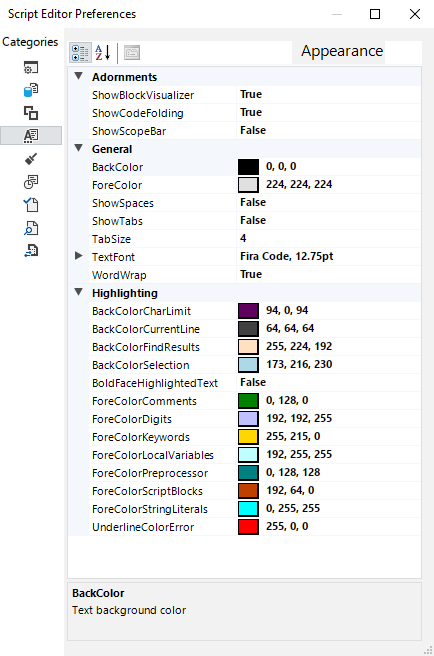 Script Editor Preferences
Categories
Appearance
Adornments
ShowBlockVisualizer True
ShowCodeFolding True
ShowScopeBar False
General
BackColor 0, 0, 0
ForeColor 224, 224, 224
ShowSpaces False
ShowTabs False
TabSize 4
TextFont Fira Code, 12.75pt
WordWrap True
Highlighting
BackColorCharLimit 94, 0, 94
BackColorCurrentLine 64, 64, 64
BackColorFindResults 255, 224, 192
BackColorSelection 173, 216, 230
BoldFaceHighlightedText False
ForeColorComments 0, 128, 0
ForeColorDigits 192, 192, 255
ForeColorKeywords 255, 215, 0
ForeColorLocalVariables 192, 255, 255
ForeColorPreprocessor 0, 128, 128
ForeColorScriptBlocks 192, 64, 0
ForeColorStringLiterals 0, 255, 255
UnderlineColorError 255, 0, 0
BackColor
Text background color